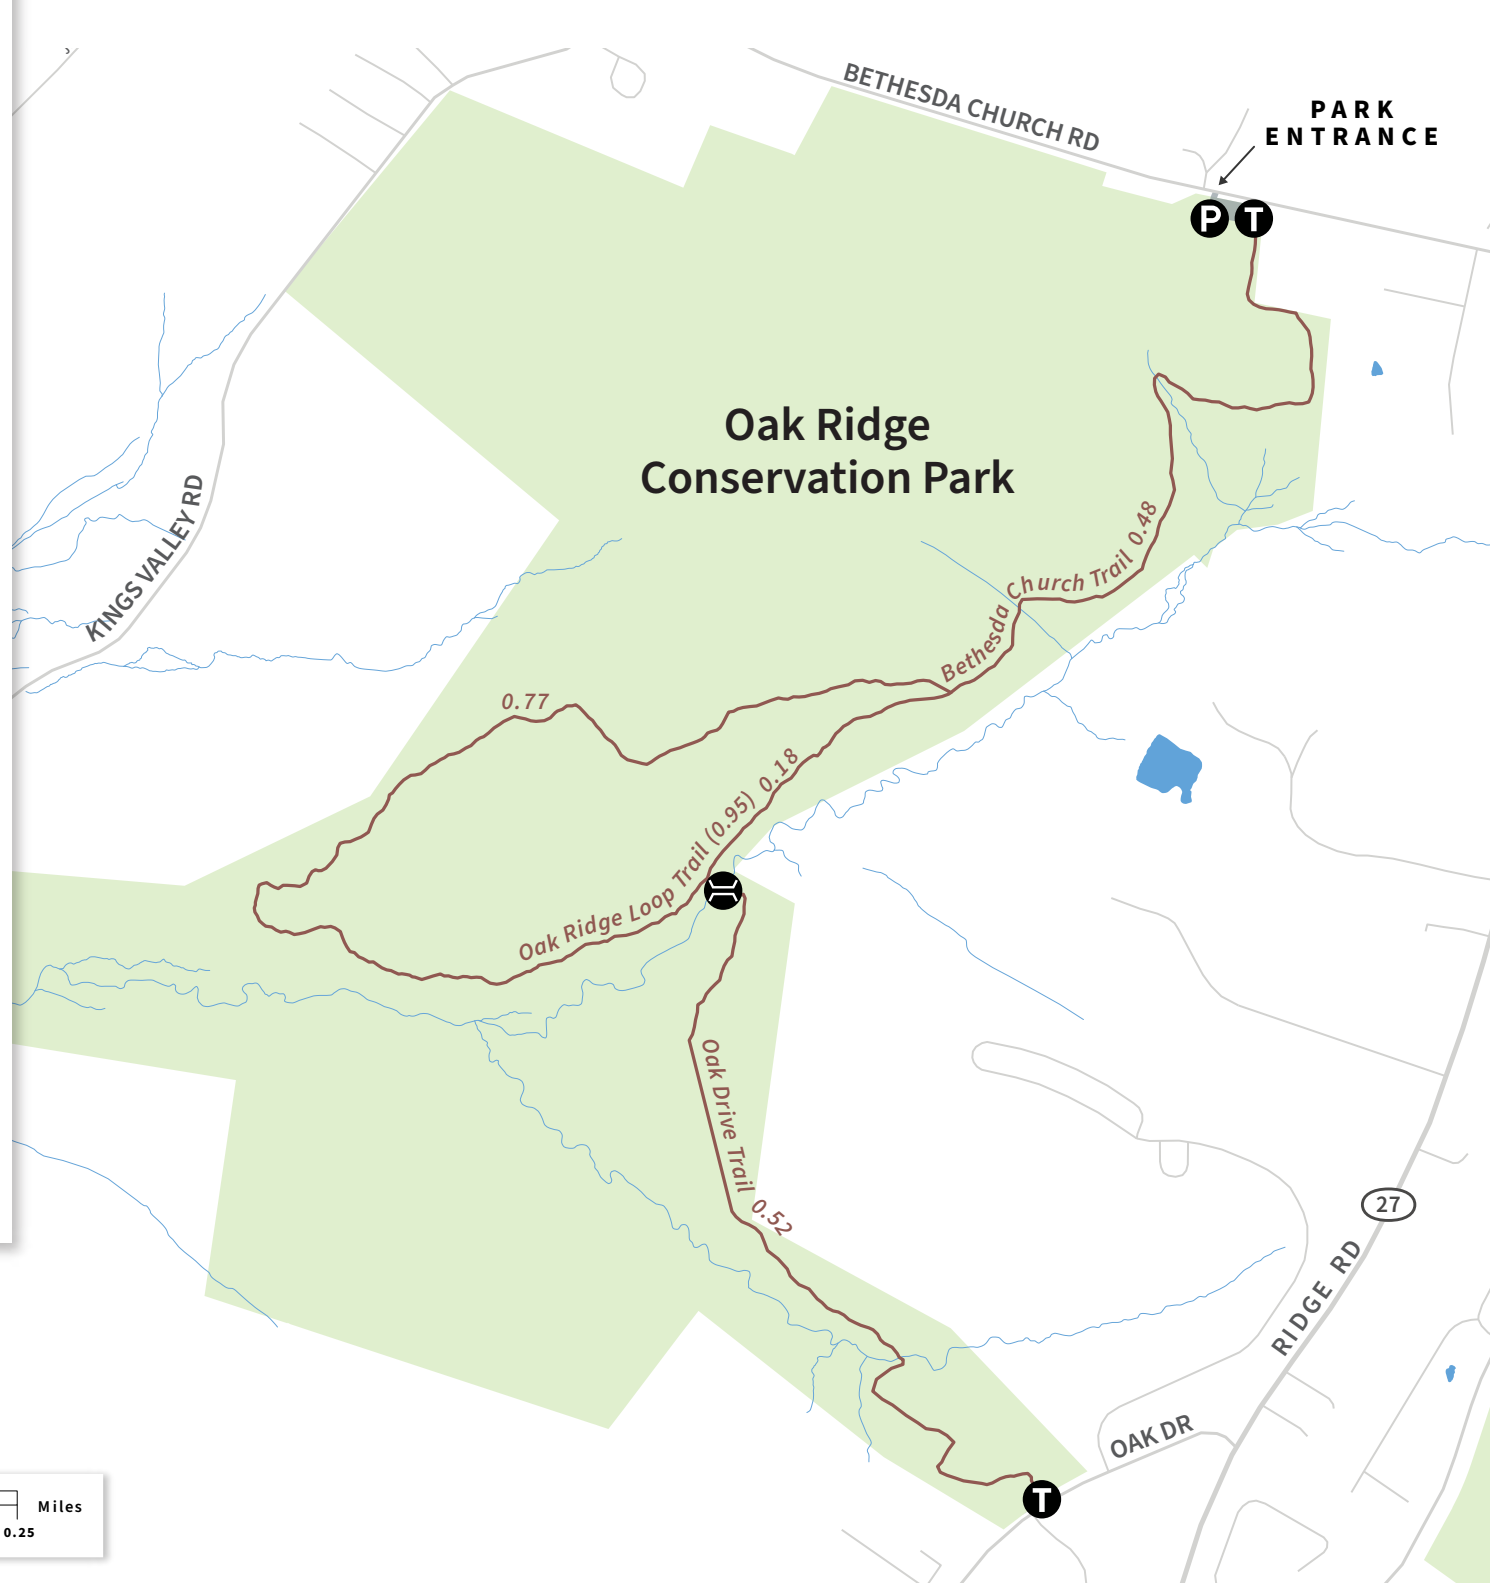 BETHESDA CHURCH RD
PARK
ENTRANCE
P
T
Oak Ridge
Conservation Park
KINGS VALLEY RD
Bethesda Church Trail 0.48
0.77
Oak Ridge Loop Trail (0.95) 0.18
Oak Drive Trail 0.52
27
RIDGE RD
OAK DR
T
Miles
0.25